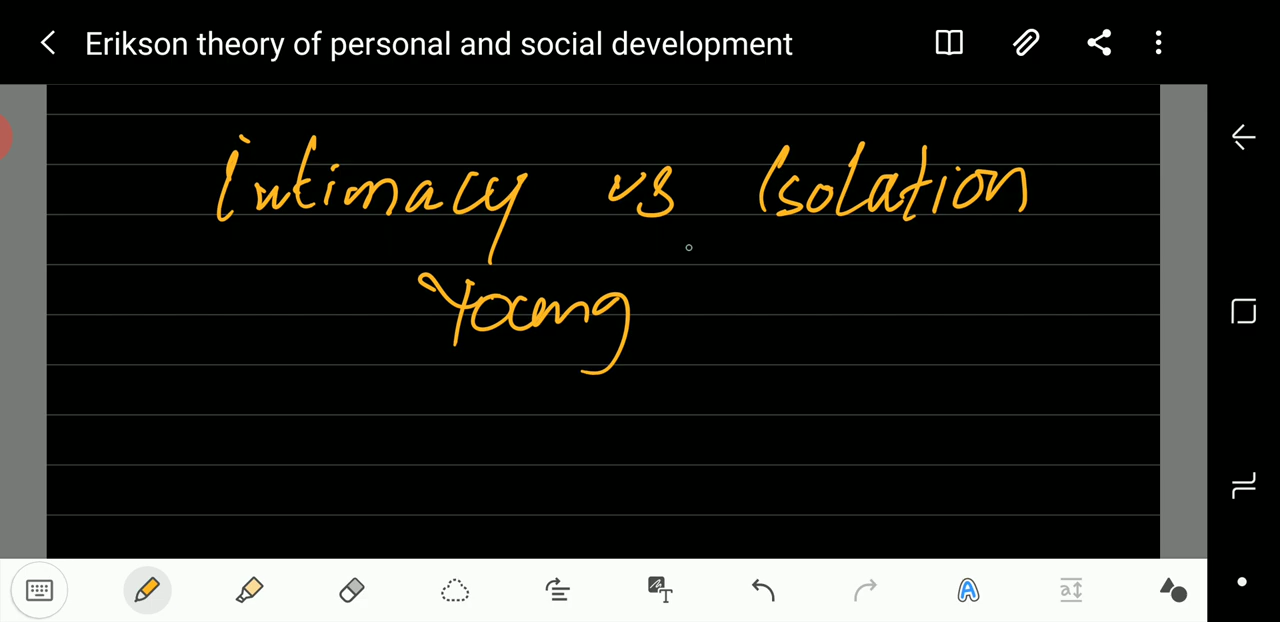 Erikson theory of personal and social development
Intimacy vs Isolation
Young